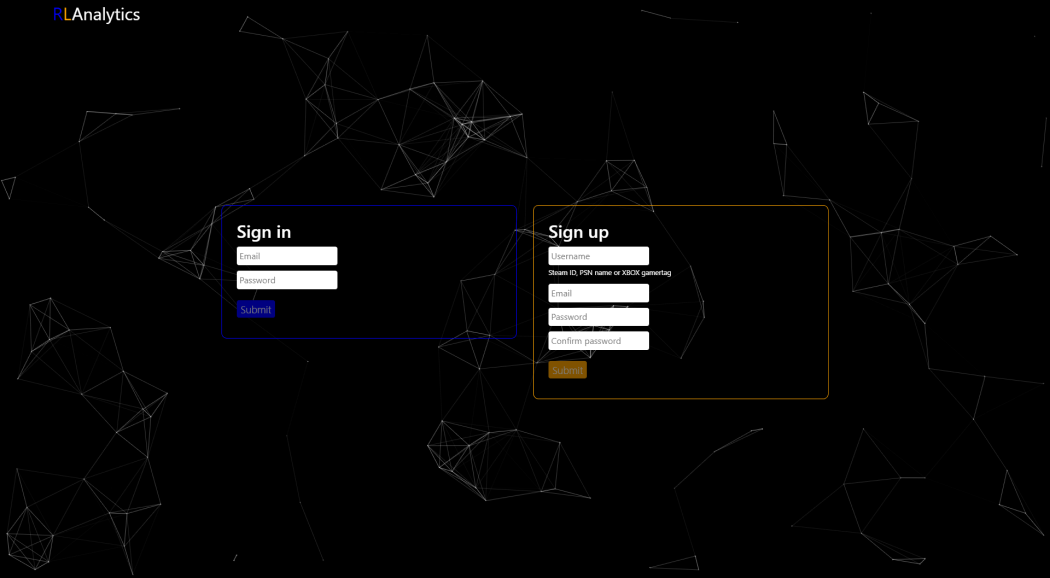 RLAnalytics
Sign in
Email
Password
Submit
Sign up
Username
Steam ID, PSN name or XBOX gamertag
Email
Password
Confirm password
Submit